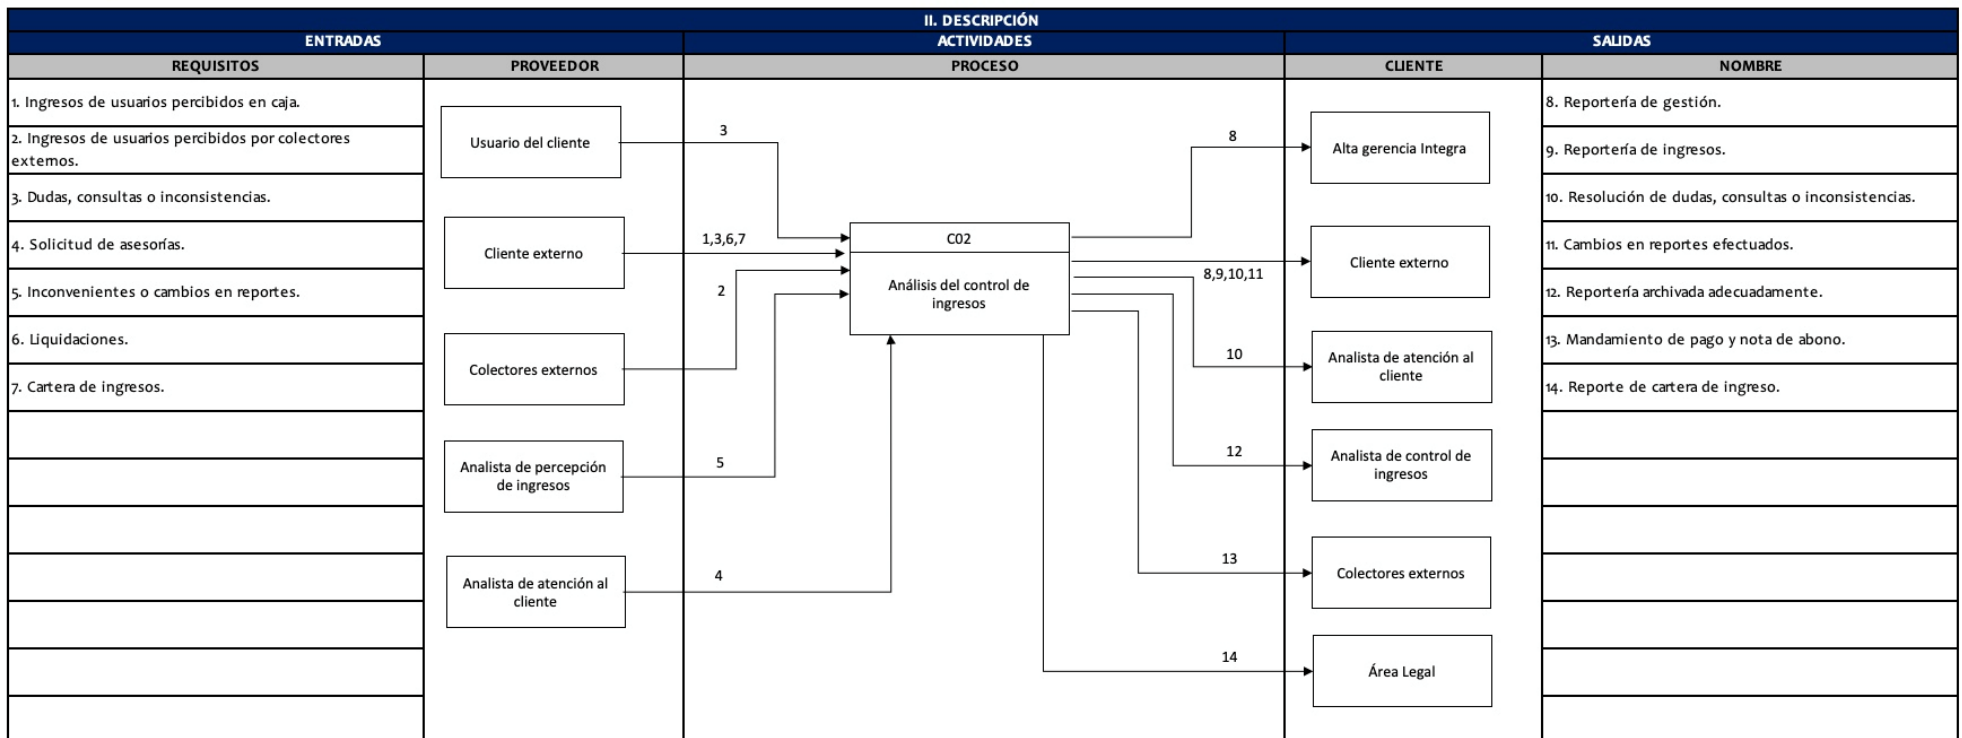 II. DESCRIPCIÓN
ENTRADAS
ACTIVIDADES
SALIDAS
REQUISITOS
PROVEEDOR
PROCESO
CLIENTE
NOMBRE
1. Ingresos de usuarios percibidos en caja.
2. Ingresos de usuarios percibidos por colectores
externos.
3. Dudas, consultas o inconsistencias.
4. Solicitud de asesorías.
5. Inconvenientes o cambios en reportes.
6. Liquidaciones.
7. Cartera de ingresos.
Usuario del cliente
Cliente externo
Colectores externos
Analista de percepción
de ingresos
Analista de atención al
cliente
3
1,3,6,7
2
5
4
C02
Análisis del control de
ingresos
8
8,9,10,11
10
12
13
14
Alta gerencia Integra
Cliente externo
Analista de atención al
cliente
Analista de control de
ingresos
Colectores externos
Área Legal
8. Reportería de gestión.
9. Reportería de ingresos.
10. Resolución de dudas, consultas o inconsistencias.
11. Cambios en reportes efectuados.
12. Reportería archivada adecuadamente.
13. Mandamiento de pago y nota de abono.
14. Reporte de cartera de ingreso.